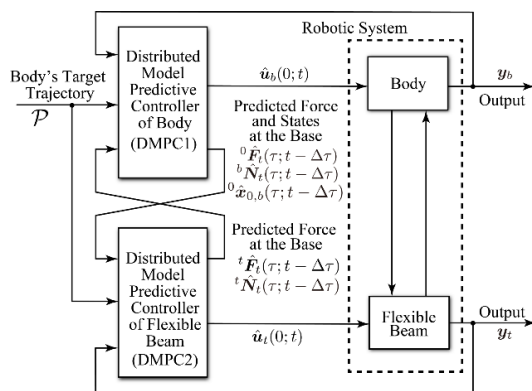 Robotic System
Distributed
Model
Predictive
Controller
of Body
(DMPC1)
Body's Target
Trajectory
𝒫
û_b(0; t)
Body
y_b
Output
Predicted Force
and States
at the Base
⁰F̂_t(τ; t − Δτ)
ᵇN̂_t(τ; t − Δτ)
⁰x̂_{0,b}(τ; t − Δτ)
Distributed
Model
Predictive
Controller
of Flexible
Beam
(DMPC2)
Predicted Force
at the Base
ᵗF̂_t(τ; t − Δτ)
ᵗN̂_t(τ; t − Δτ)
û_t(0; t)
Flexible
Beam
Output
y_t